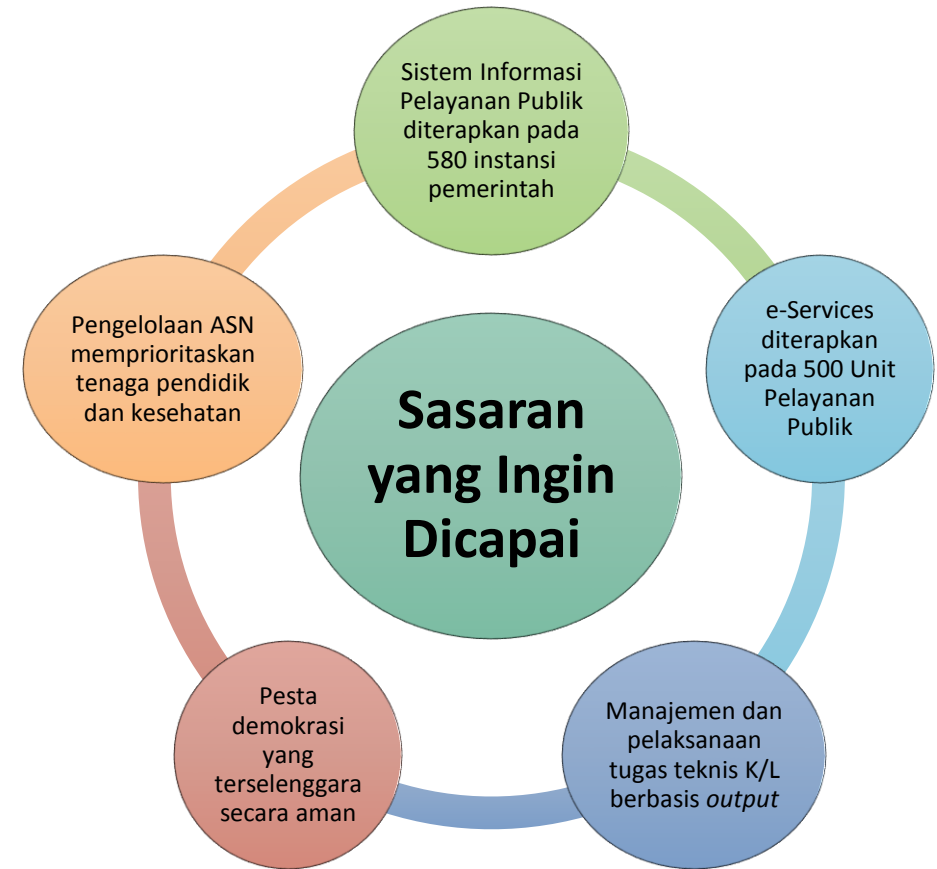 Sistem Informasi
Pelayanan Publik
diterapkan pada
580 instansi
pemerintah
e-Services
diterapkan
pada 500 Unit
Pelayanan
Publik
Manajemen dan
pelaksanaan
tugas teknis K/L
berbasis output
Pesta
demokrasi
yang
terselenggara
secara aman
Pengelolaan ASN
memprioritaskan
tenaga pendidik
dan kesehatan
Sasaran
yang Ingin
Dicapai